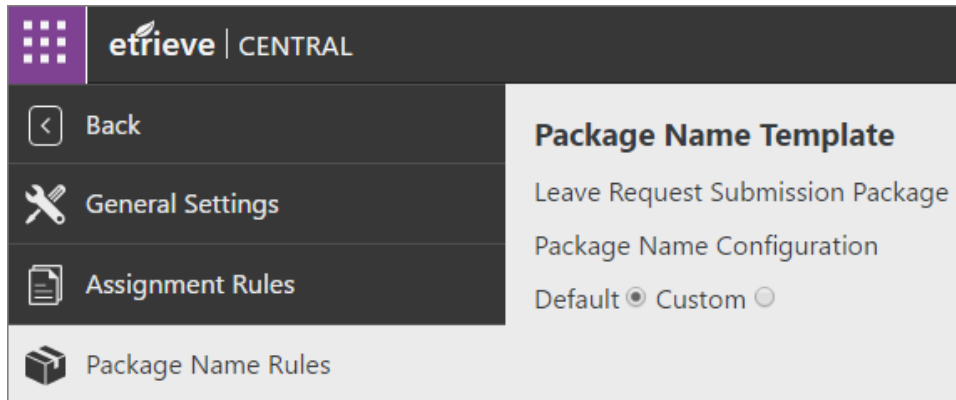 etrieve | CENTRAL
Back
General Settings
Assignment Rules
Package Name Rules
Package Name Template
Leave Request Submission Package
Package Name Configuration
Default Custom